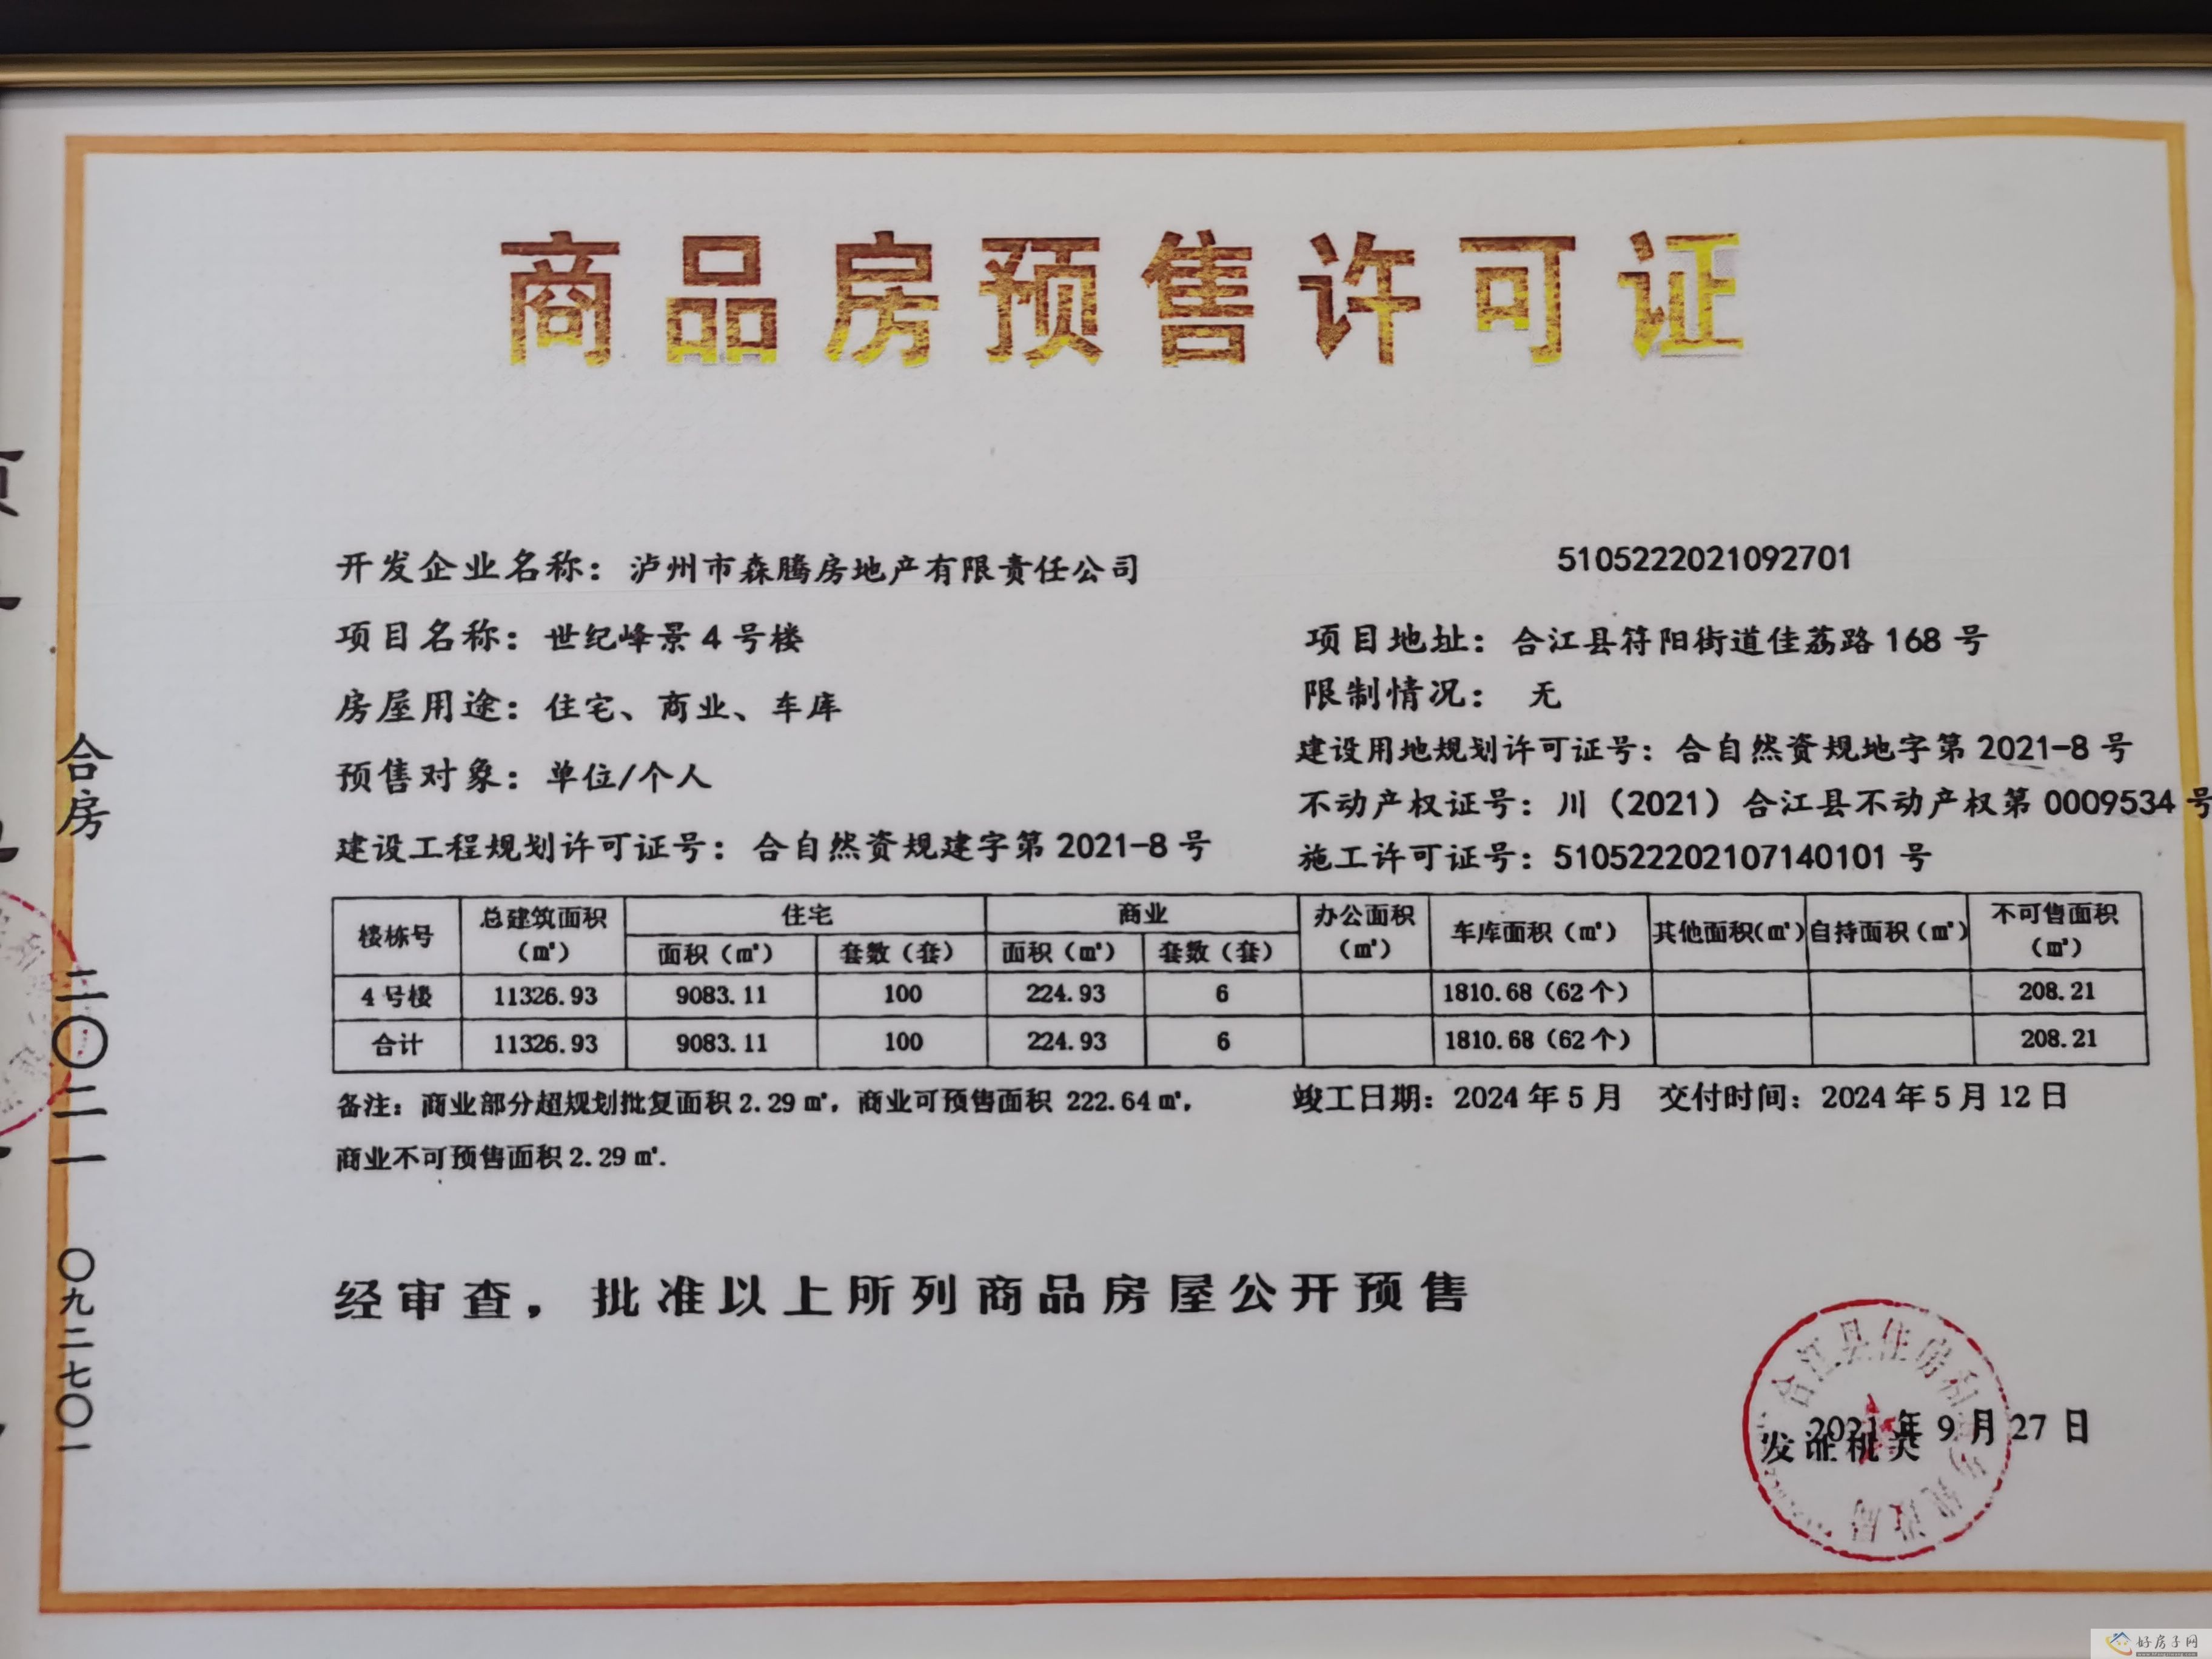 商品房预售许可证
5105222021092701
开发企业名称：泸州市森腾房地产有限责任公司
项目名称：世纪峰景4号楼
项目地址：合江县符阳街道佳荔路168号
房屋用途：住宅、商业、车库
限制情况：无
预售对象：单位/个人
建设用地规划许可证号：合自然资规地字第2021-8号
不动产权证号：川（2021）合江县不动产权第0009534号
建设工程规划许可证号：合自然资规建字第2021-8号
施工许可证号：510522202107140101号
楼栋号 总建筑面积（㎡） 住宅 商业 办公面积（㎡） 车库面积（㎡） 其他面积(㎡) 自持面积（㎡） 不可售面积（㎡）
面积（㎡） 套数（套） 面积（㎡） 套数（套）
4号楼 11326.93 9083.11 100 224.93 6 1810.68（62个） 208.21
合计 11326.93 9083.11 100 224.93 6 1810.68（62个） 208.21
备注：商业部分超规划批复面积2.29㎡，商业可预售面积 222.64㎡，
商业不可预售面积2.29㎡.
竣工日期：2024年5月 交付时间：2024年5月12日
经审查，批准以上所列商品房屋公开预售
合房 二〇二一 〇九二七〇一
合江县住房和
2021年9月27日
发证机关
好房子网